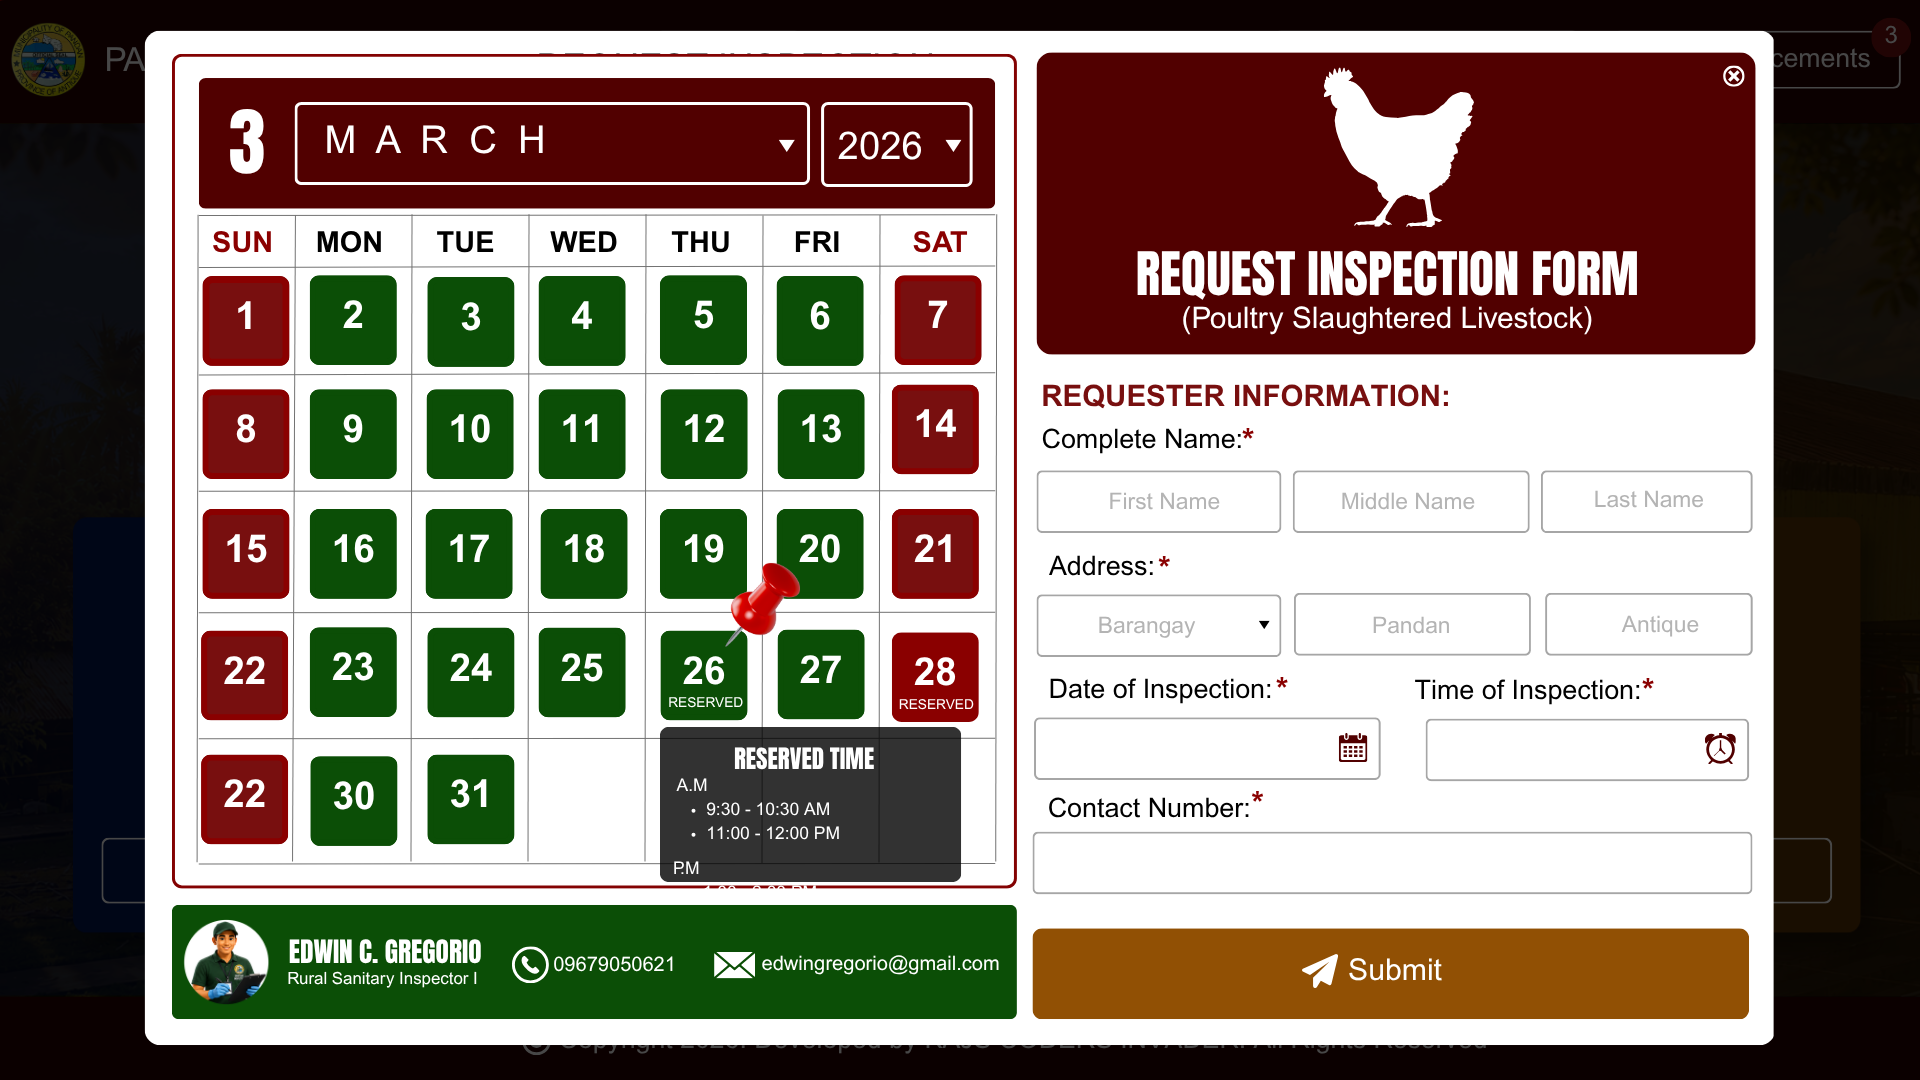 PA
REQUEST INSPECTION
cements
3
3
MARCH
2026
SUN MON TUE WED THU FRI SAT
1 2 3 4 5 6 7
8 9 10 11 12 13 14
15 16 17 18 19 20 21
22 23 24 25 26 27 28
RESERVED RESERVED
22 30 31
RESERVED TIME
A.M
• 9:30 - 10:30 AM
• 11:00 - 12:00 PM
P.M
EDWIN C. GREGORIO
Rural Sanitary Inspector I
09679050621
edwingregorio@gmail.com
REQUEST INSPECTION FORM
(Poultry Slaughtered Livestock)
REQUESTER INFORMATION:
Complete Name:*
First Name Middle Name Last Name
Address:*
Barangay Pandan Antique
Date of Inspection:* Time of Inspection:*
Contact Number:*
Submit